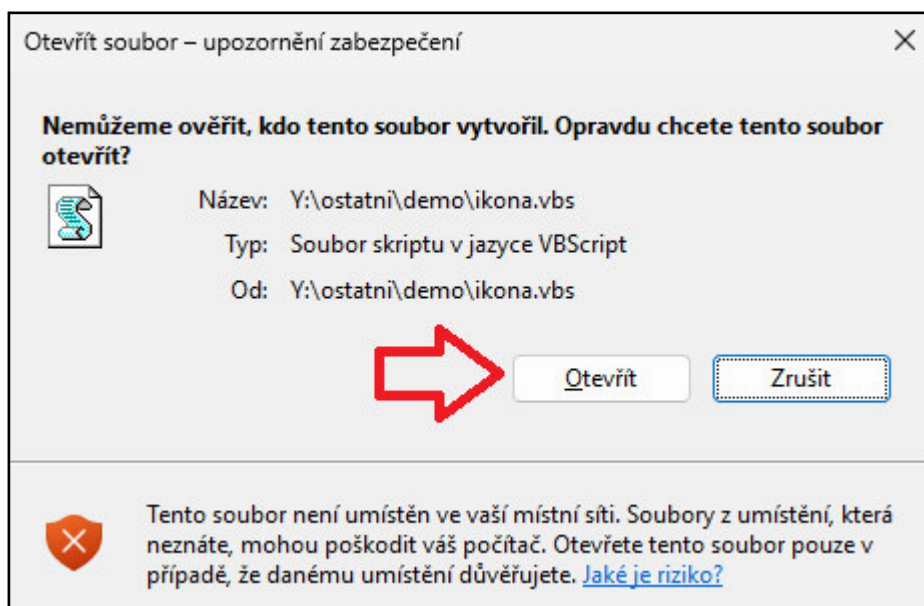 Otevřít soubor – upozornění zabezpečení
Nemůžeme ověřit, kdo tento soubor vytvořil. Opravdu chcete tento soubor
otevřít?
Název: Y:\ostatni\demo\ikona.vbs
Typ: Soubor skriptu v jazyce VBScript
Od: Y:\ostatni\demo\ikona.vbs
Otevřít Zrušit
Tento soubor není umístěn ve vaší místní síti. Soubory z umístění, která
neznáte, mohou poškodit váš počítač. Otevřete tento soubor pouze v
případě, že danému umístění důvěřujete. Jaké je riziko?